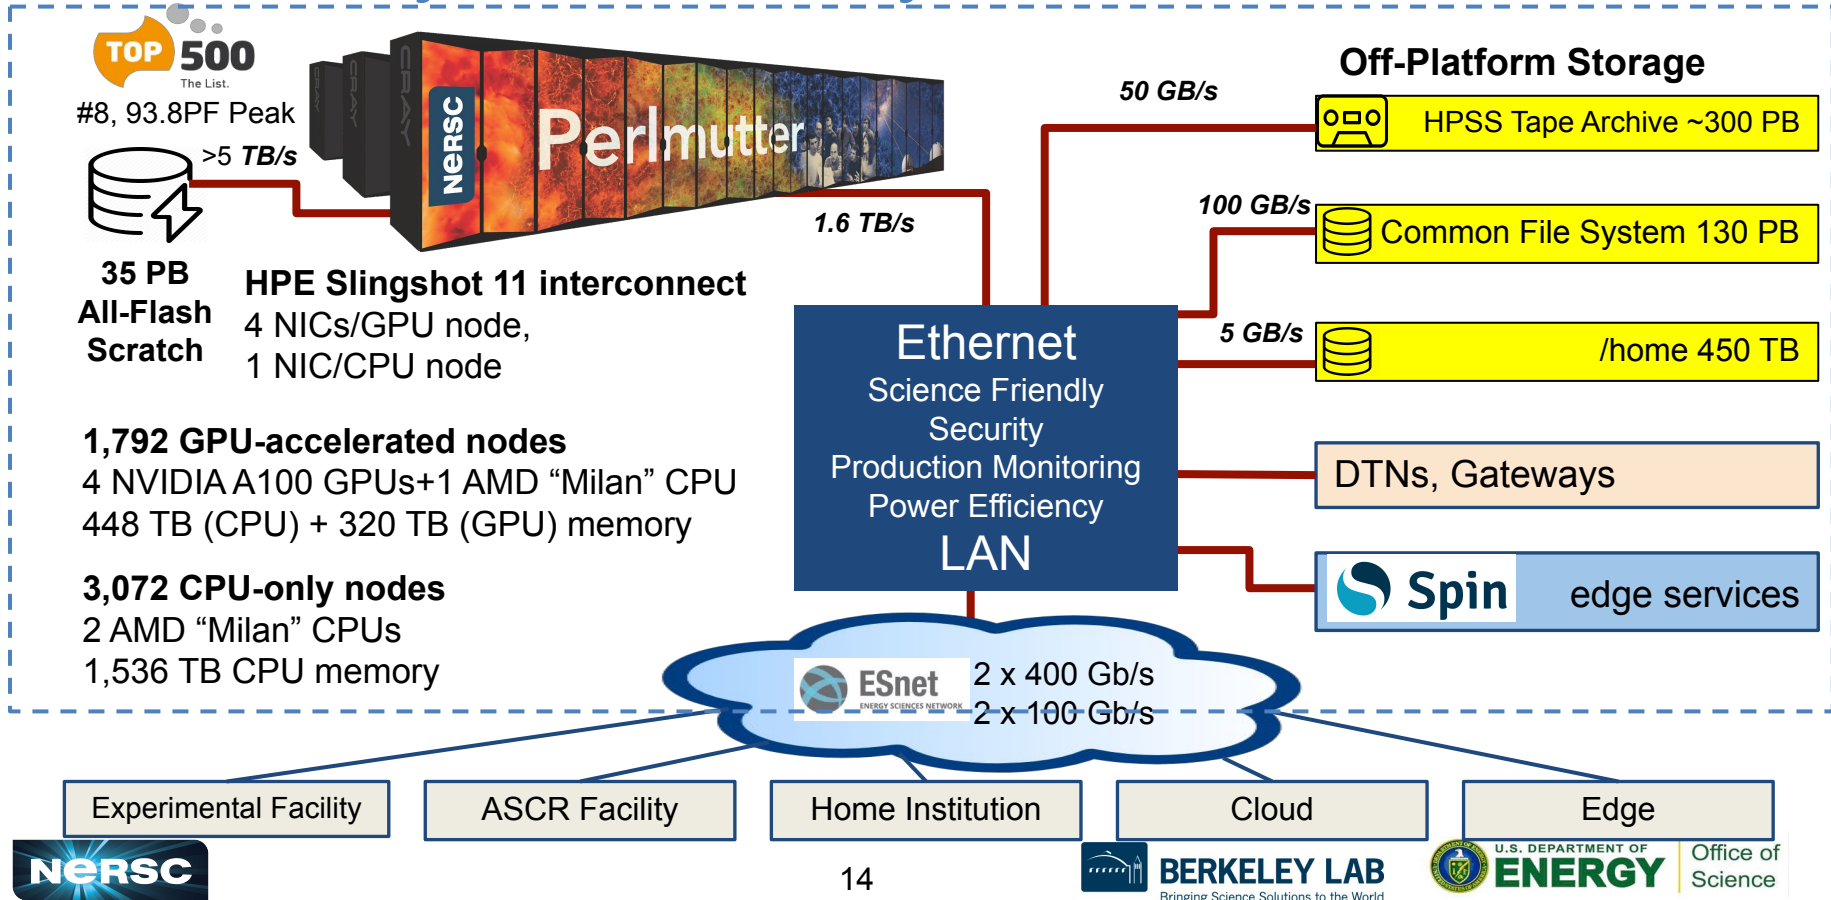 TOP 500
The List.
#8, 93.8PF Peak
>5 TB/s
35 PB
All-Flash
Scratch
CRAY
CRAY
CRAY
NERSC
Perlmutter
1.6 TB/s
HPE Slingshot 11 interconnect
4 NICs/GPU node,
1 NIC/CPU node
1,792 GPU-accelerated nodes
4 NVIDIA A100 GPUs+1 AMD “Milan” CPU
448 TB (CPU) + 320 TB (GPU) memory
3,072 CPU-only nodes
2 AMD “Milan” CPUs
1,536 TB CPU memory
Off-Platform Storage
50 GB/s
HPSS Tape Archive ~300 PB
100 GB/s
Common File System 130 PB
5 GB/s
/home 450 TB
Ethernet
Science Friendly
Security
Production Monitoring
Power Efficiency
LAN
DTNs, Gateways
Spin edge services
ESnet
ENERGY SCIENCES NETWORK
2 x 400 Gb/s
2 x 100 Gb/s
Experimental Facility
ASCR Facility
Home Institution
Cloud
Edge
NERSC
14
BERKELEY LAB
Bringing Science Solutions to the World
U.S. DEPARTMENT OF
ENERGY
Office of
Science